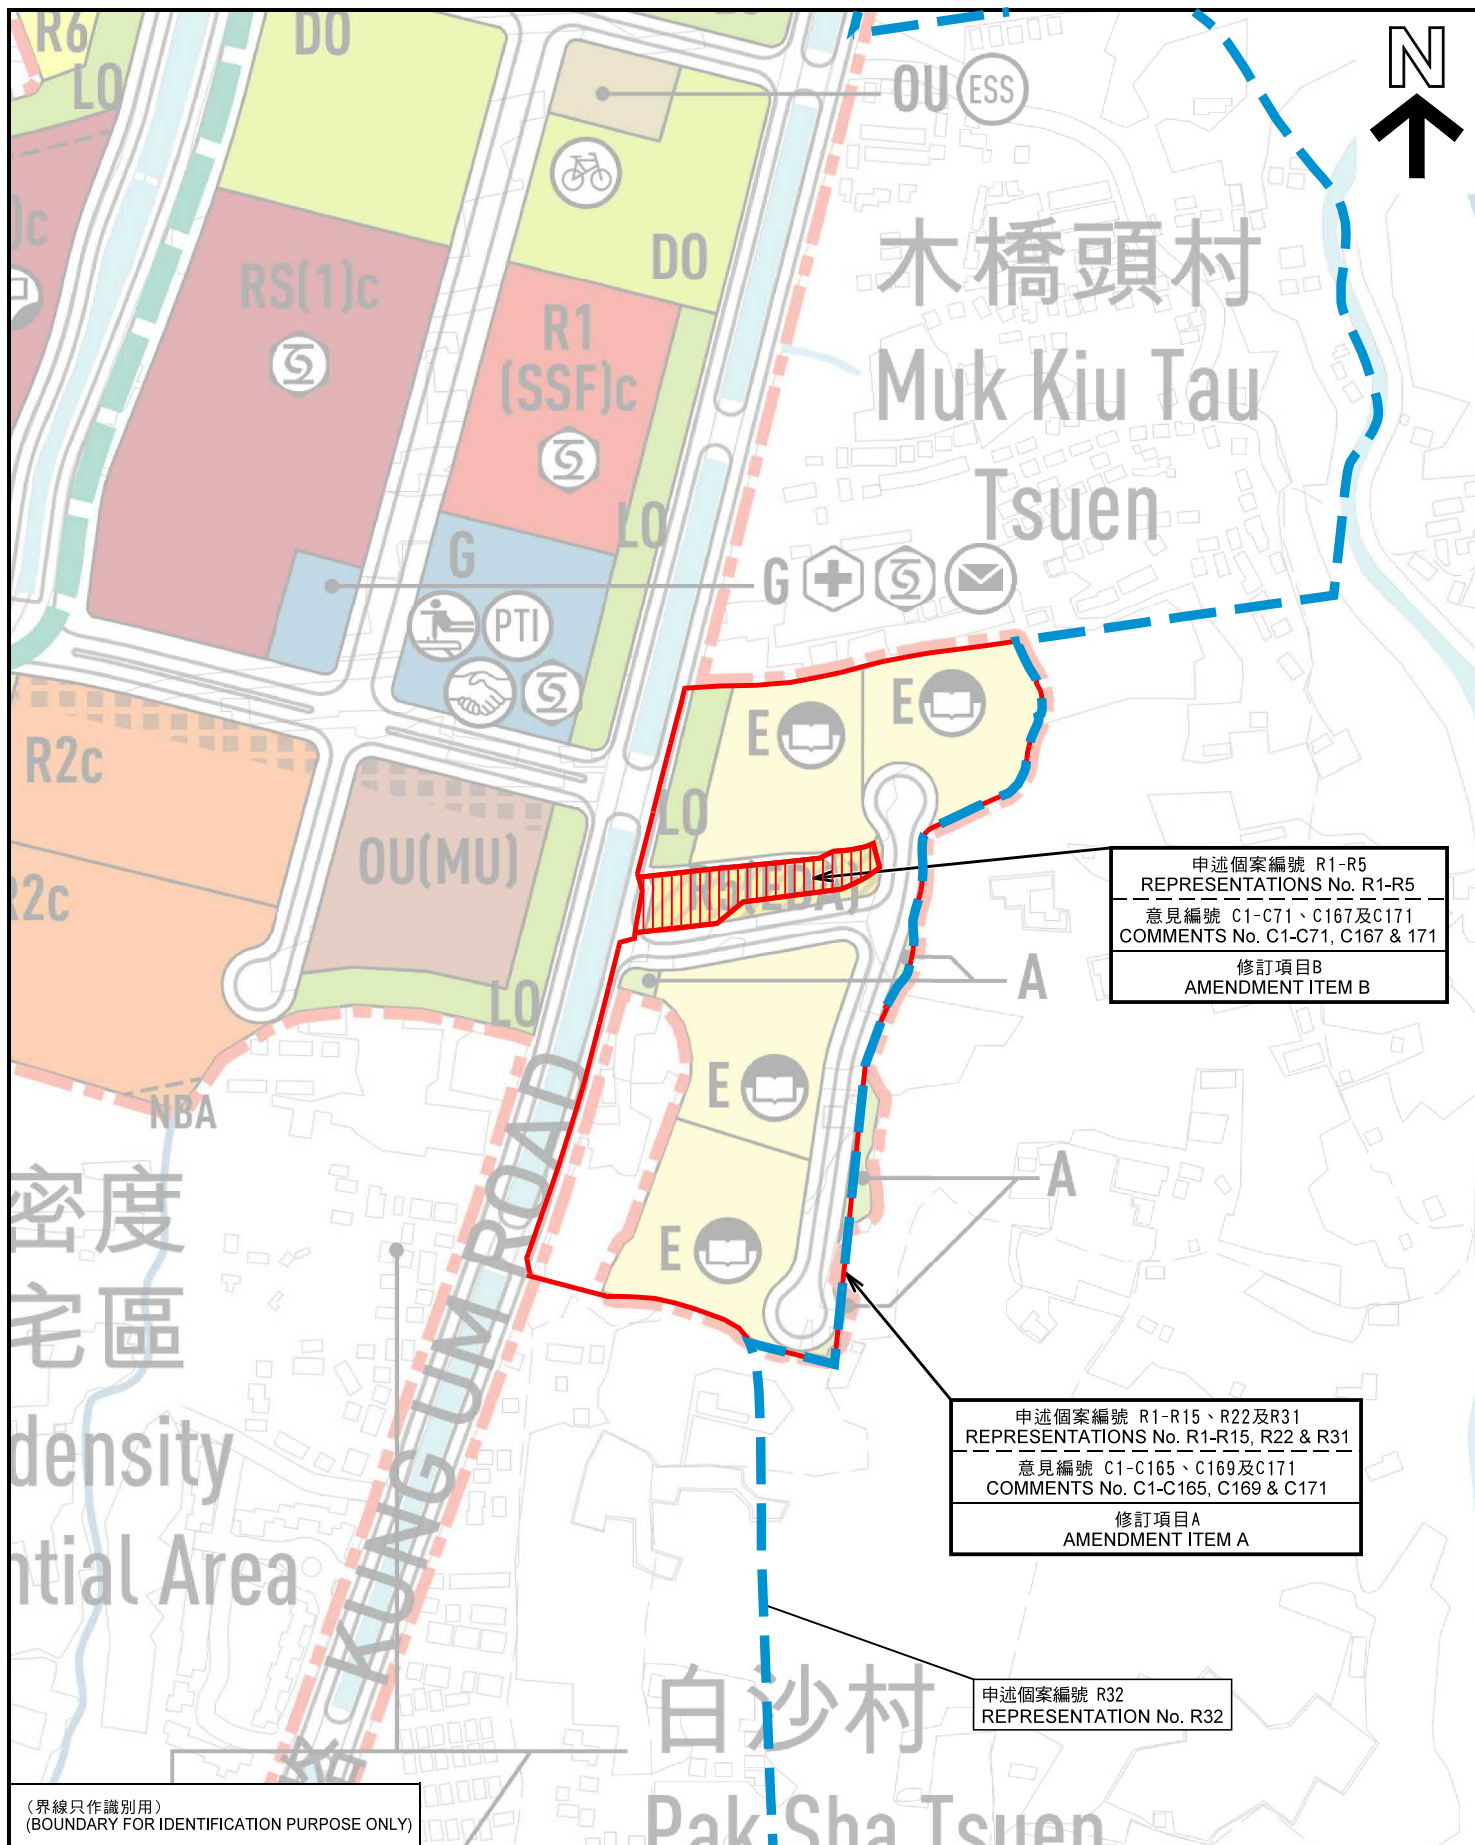 R6
DO
LO
OU ESS
N
DO
木橋頭村
Muk Kiu Tau
Tsuen
)c
RS(1)c
R1
(SSF)c
LO
G
G
PTI
E
E
R2c
LO
OU(MU)
R5(EDA)
R2c
申述個案編號 R1-R5
REPRESENTATIONS No. R1-R5
意見編號 C1-C71、C167及C171
COMMENTS No. C1-C71, C167 & 171
修訂項目B
AMENDMENT ITEM B
A
LO
E
NBA
A
密度
宅區
density
ntial Area
E
KUNG UM ROAD
申述個案編號 R1-R15、R22及R31
REPRESENTATIONS No. R1-R15, R22 & R31
意見編號 C1-C165、C169及C171
COMMENTS No. C1-C165, C169 & C171
修訂項目A
AMENDMENT ITEM A
申述個案編號 R32
REPRESENTATION No. R32
白沙村
Pak Sha Tsuen
(界線只作識別用)
(BOUNDARY FOR IDENTIFICATION PURPOSE ONLY)